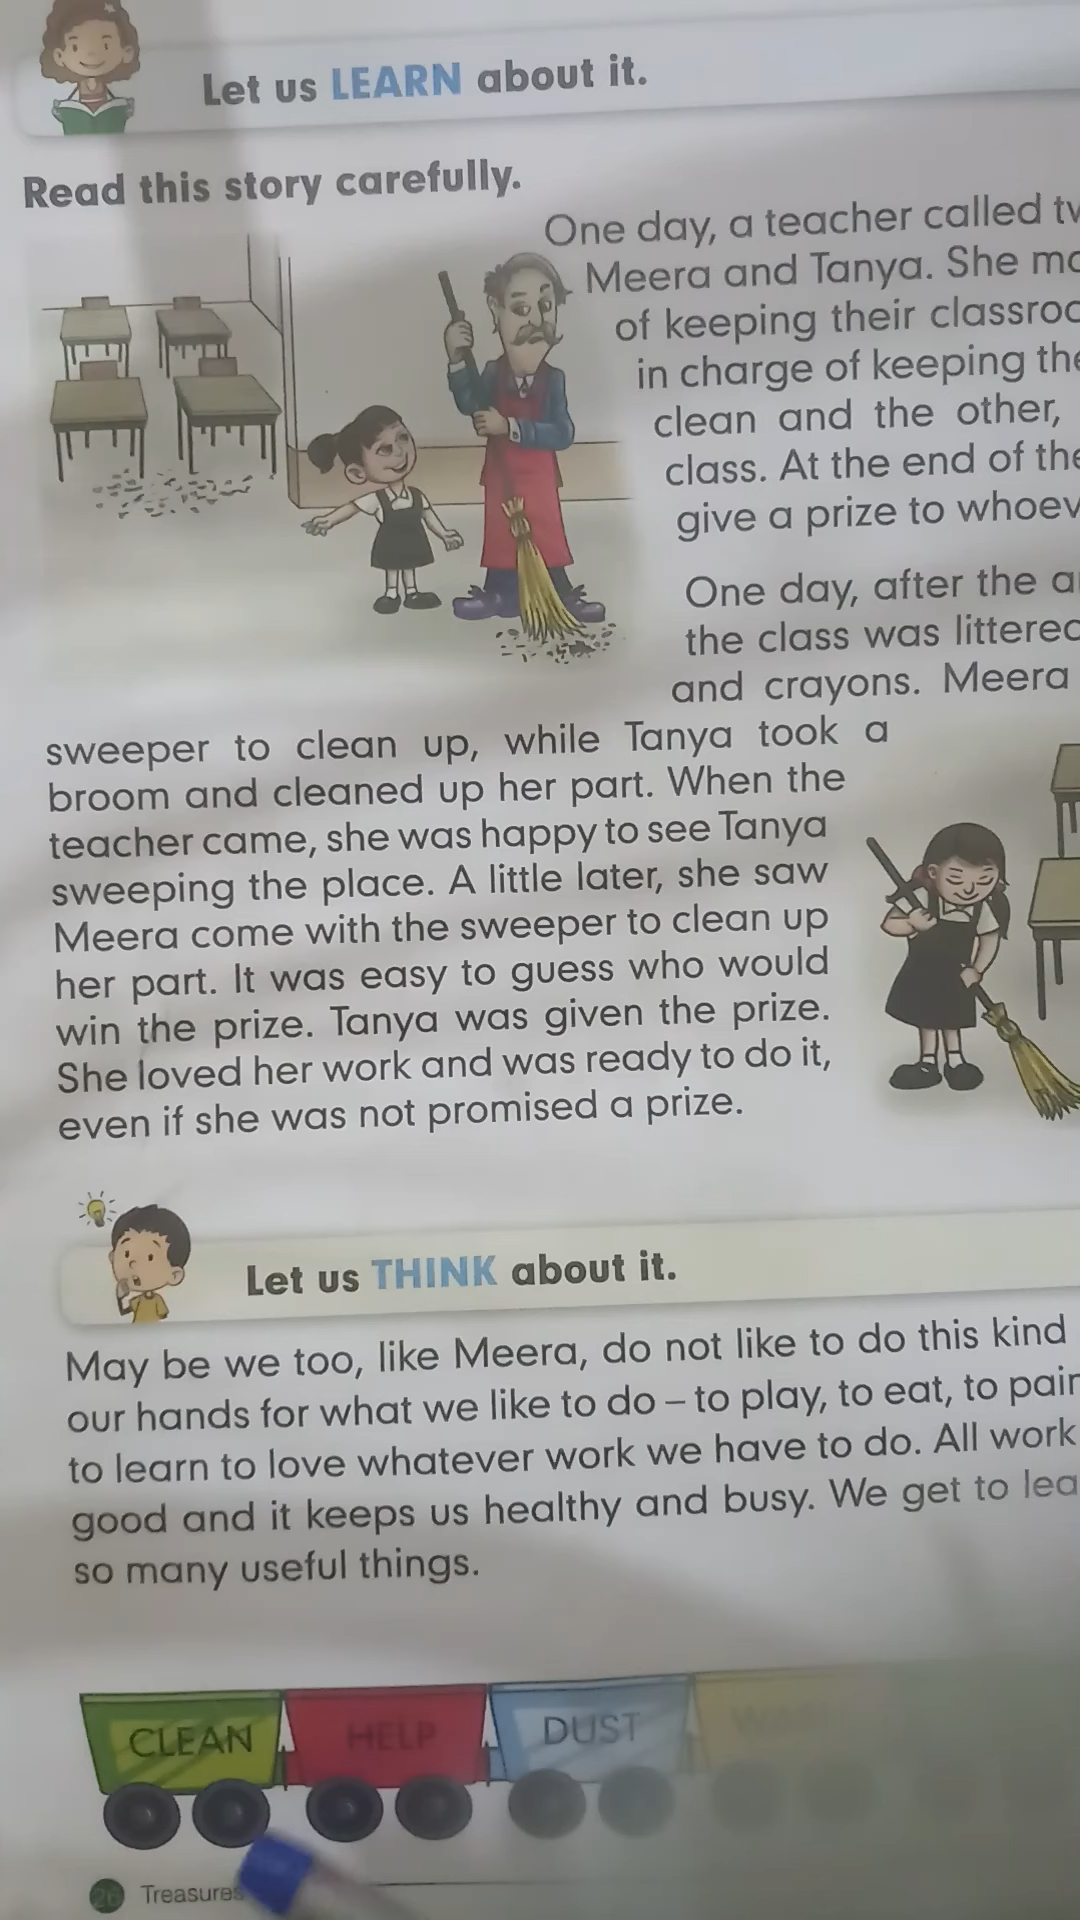 Let us LEARN about it.
Read this story carefully.
One day, a teacher called
Meera and Tanya. She
of keeping their
in charge of keeping
clean and the other,
class. At the end of
give a prize to
One day, after the
the class was
and crayons. Meera
sweeper to clean up, while Tanya took a
broom and cleaned up her part. When the
teacher came, she was happy to see Tanya
sweeping the place. A little later, she saw
Meera come with the sweeper to clean up
her part. It was easy to guess who would
win the prize. Tanya was given the prize.
She loved her work and was ready to do it,
even if she was not promised a prize.
Let us THINK about it.
May be we too, like Meera, do not like to do this kind
our hands for what we like to do – to play, to eat, to
to learn to love whatever work we have to do. All work
good and it keeps us healthy and busy. We get to
so many useful things.
CLEAN HELP DUST
Treasures